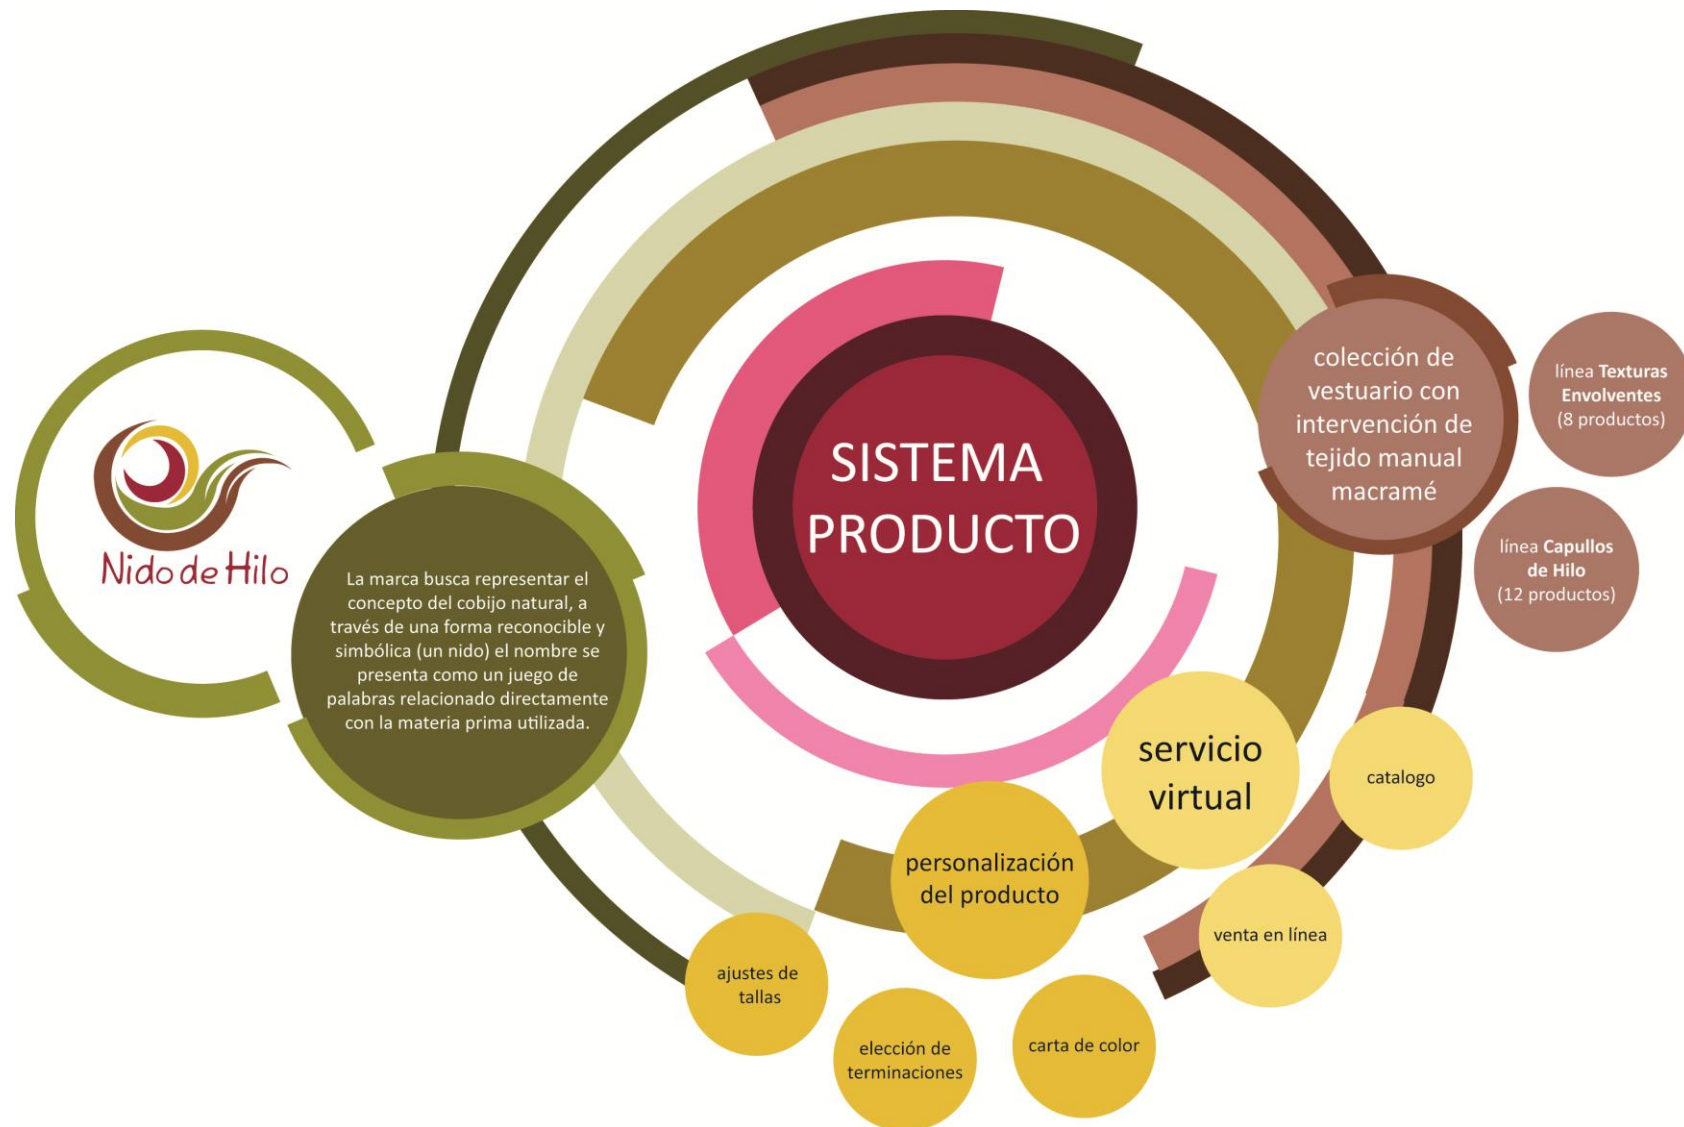 Nido de Hilo
La marca busca representar el
concepto del cobijo natural, a
través de una forma reconocible y
simbólica (un nido) el nombre se
presenta como un juego de
palabras relacionado directamente
con la materia prima utilizada.
SISTEMA
PRODUCTO
colección de
vestuario con
intervención de
tejido manual
macramé
línea Texturas
Envolventes
(8 productos)
línea Capullos
de Hilo
(12 productos)
servicio
virtual
catalogo
venta en línea
personalización
del producto
ajustes de
tallas
elección de
terminaciones
carta de color